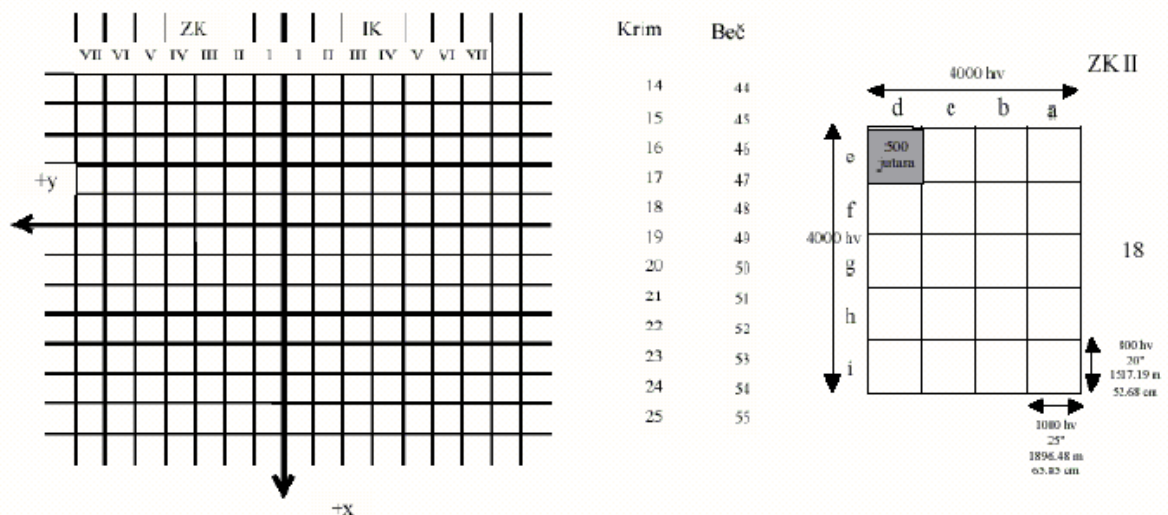 ZK IK
VII VI V IV III II I I II III IV V VI VII
+y
+x
Krim Beč
14 44
15 45
16 46
17 47
18 48
19 49
20 50
21 51
22 52
23 53
24 54
25 55
ZK II
4000 hv
d c b a
500
jutara
e
f
4000 hv
g
h
i
18
800 hv
20"
1517.19 m
52.68 cm
1000 hv
25"
1896.48 m
65.85 cm